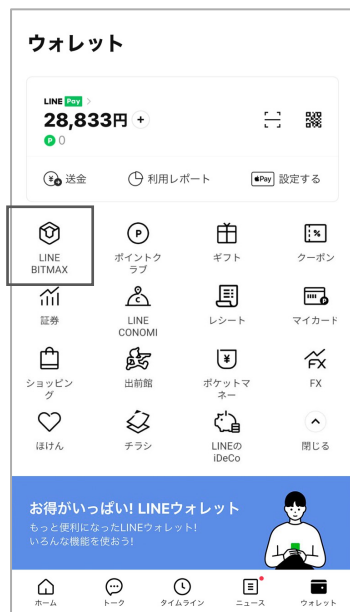 ウォレット
LINE Pay >
28,833円 +
P 0
送金
利用レポート
Pay 設定する
LINE
BITMAX
ポイントク
ラブ
ギフト
クーポン
証券
LINE
CONOMI
レシート
マイカード
ショッピン
グ
出前館
ポケットマ
ネー
FX
ほけん
チラシ
LINEの
iDeCo
閉じる
お得がいっぱい! LINEウォレット
もっと便利になったLINEウォレット!
いろんな機能を使おう!
ホーム
トーク
タイムライン
ニュース
ウォレット